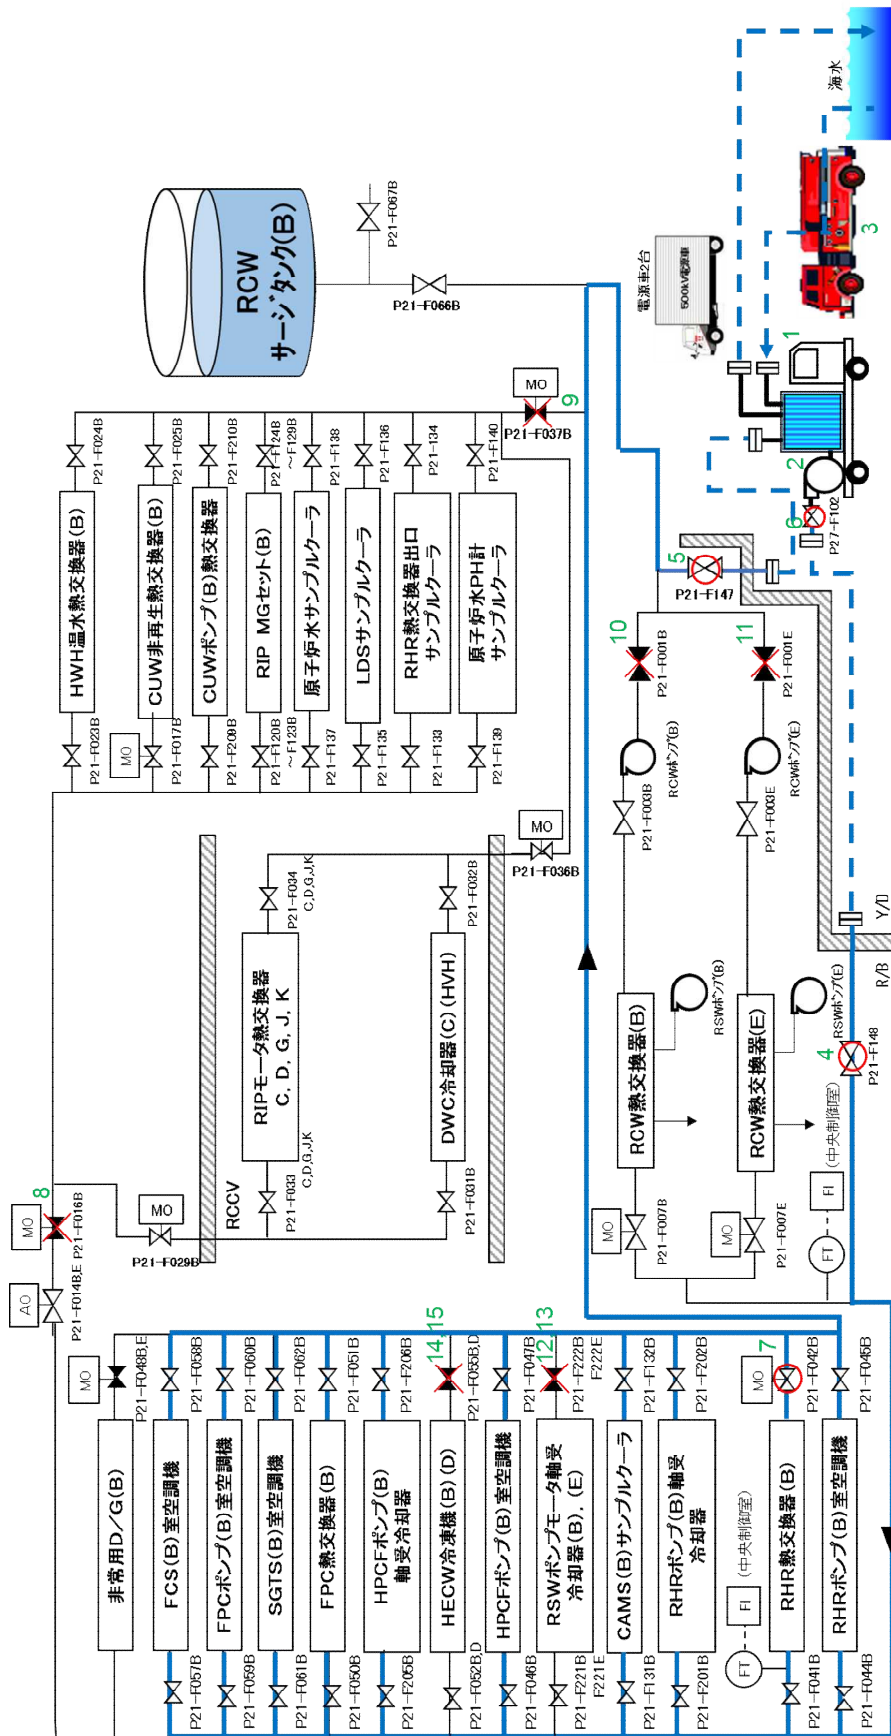 RCW
サージタンク(B)
P21-F067B
P21-F066B
海水
電源車2台
500kV電源車
3
1
2
6
P27-F102
MO
P21-F037B
9
HWH温水熱交換器(B)
P21-F024B
P21-F023B
CUW非再生熱交換器(B)
P21-F025B
MO
P21-F017B
CUWポンプ(B)熱交換器
P21-F210B
P21-F209B
RIP MGセット(B)
P21-F124B
~F129B
P21-F120B
~F123B
原子炉水サンプルクーラ
P21-F138
P21-F137
LDSサンプルクーラ
P21-F136
P21-F135
RHR熱交換器出口
サンプルクーラ
P21-134
P21-F133
原子炉水PH計
サンプルクーラ
P21-F140
P21-F139
5
P21-F147
10
P21-F001B
11
P21-F001E
RCWポンプ(B)
P21-F003B
RCWポンプ(E)
P21-F003E
MO
P21-F036B
RIPモータ熱交換器
C, D, G, J, K
P21-F034
C,D,G,J,K
P21-F033
C,D,G,J,K
DWC冷却器(C)(HVH)
P21-F032B
P21-F031B
RCCV
MO
P21-F029B
8
MO
P21-F016B
AO
P21-F014B,E
RCW熱交換器(B)
RSWポンプ(B)
MO
P21-F007B
RCW熱交換器(E)
RSWポンプ(E)
MO
P21-F007E
R/B
Y/D
4
P21-F148
FT
FI
(中央制御室)
非常用D/G(B)
MO
P21-F049B,E
FCS(B)室空調機
P21-F058B
P21-F057B
FPCポンプ(B)室空調機
P21-F060B
P21-F059B
SGTS(B)室空調機
P21-F062B
P21-F061B
FPC熱交換器(B)
P21-F051B
P21-F050B
HPCFポンプ(B)
軸受冷却器
P21-F206B
P21-F205B
HECW冷凍機(B)(D)
14,15
P21-F055B,D
P21-F052B,D
HPCFポンプ(B)室空調機
P21-F047B
P21-F046B
RSWポンプモータ軸受
冷却器(B),(E)
12,13
P21-F222B
F222E
P21-F221B
F221E
CAMS(B)サンプルクーラ
P21-F132B
P21-F131B
RHRポンプ(B)軸受
冷却器
P21-F202B
P21-F201B
RHR熱交換器(B)
7
MO
P21-F042B
P21-F041B
FT
FI
(中央制御室)
RHRポンプ(B)室空調機
P21-F045B
P21-F044B